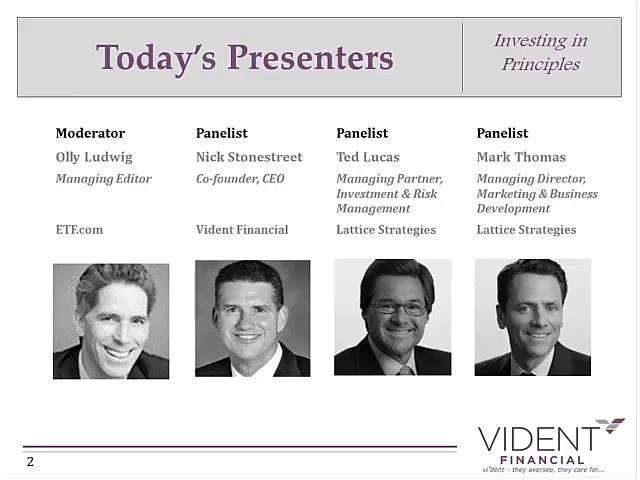 Today's Presenters
Investing in
Principles
Moderator
Olly Ludwig
Managing Editor
ETF.com
Panelist
Nick Stonestreet
Co-founder, CEO
Vident Financial
Panelist
Ted Lucas
Managing Partner,
Investment & Risk
Management
Lattice Strategies
Panelist
Mark Thomas
Managing Director,
Marketing & Business
Development
Lattice Strategies
2
VIDENT
FINANCIAL
vi'dĕnt - they oversee, they care for...